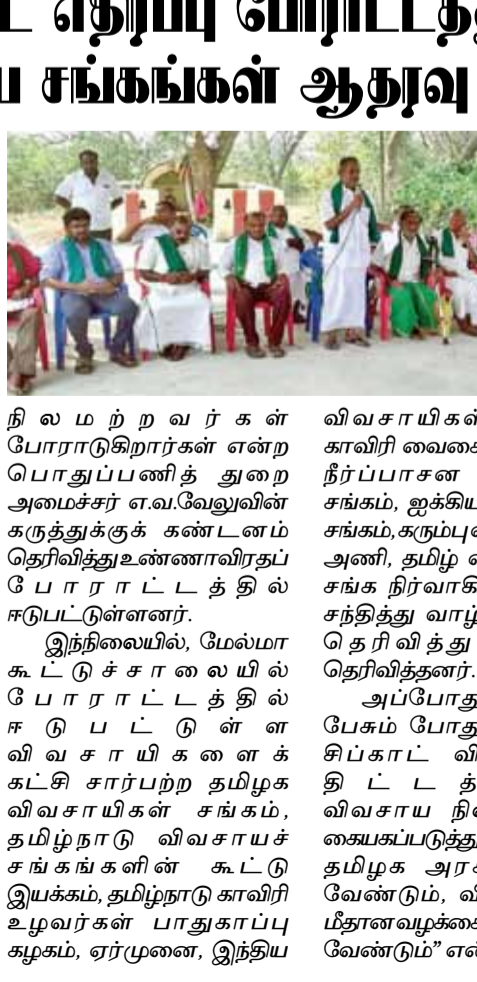 எதிர்ப்பு
சங்கங்கள் ஆதரவு
நிலமற்றவர்கள்
போராடுகிறார்கள் என்ற
பொதுப்பணித் துறை
அமைச்சர் எ.வ.வேலுவின்
கருத்துக்குக் கண்டனம்
தெரிவித்து உண்ணாவிரதப்
போராட்டத்தில்
ஈடுபட்டுள்ளனர்.
இந்நிலையில், மேல்மா
கூட்டுச்சாலையில்
போராட்டத்தில்
ஈடுபட்டுள்ள
விவசாயிகளைக்
கட்சி சார்பற்ற தமிழக
விவசாயிகள் சங்கம்,
தமிழ்நாடு விவசாயச்
சங்கங்களின் கூட்டு
இயக்கம், தமிழ்நாடு காவிரி
உழவர்கள் பாதுகாப்பு
கழகம், ஏர்முனை, இந்திய
விவசாயிகள்
காவிரி வைகை
நீர்ப்பாசன
சங்கம், ஐக்கிய
சங்கம், கரும்பு
அணி, தமிழ்
சங்க நிர்வாகி
சந்தித்து வாழ்
தெரிவித்து
தெரிவித்தனர்.
அப்போது
பேசும் போது
சிப்காட் வி
திட்டத்
விவசாய நில
கையகப்படுத்து
தமிழக அரசு
வேண்டும், வி
மீதான வழக்கை
வேண்டும்” என்